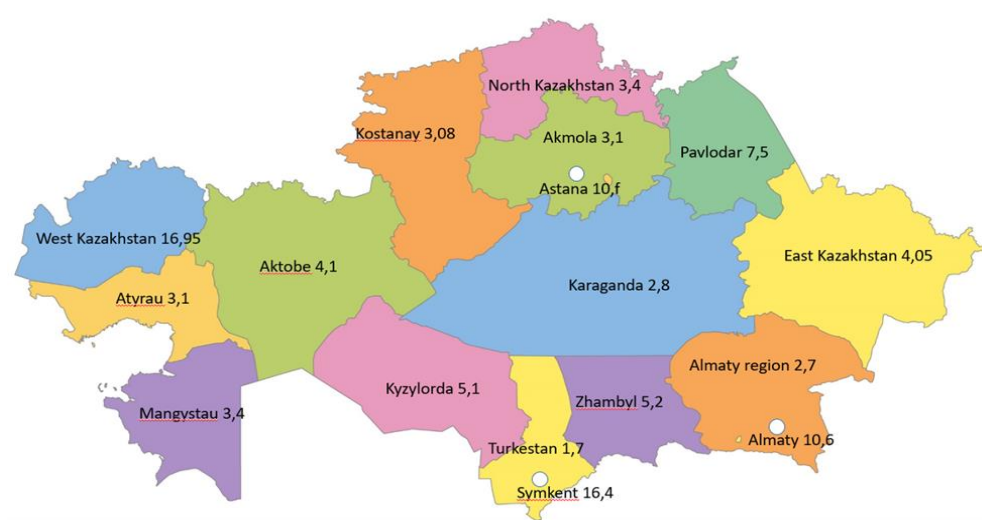 North Kazakhstan 3,4
Kostanay 3,08
Akmola 3,1
Pavlodar 7,5
Astana 10,f
West Kazakhstan 16,95
Aktobe 4,1
East Kazakhstan 4,05
Karaganda 2,8
Atyrau 3,1
Almaty region 2,7
Kyzylorda 5,1
Zhambyl 5,2
Mangystau 3,4
Almaty 10,6
Turkestan 1,7
Symkent 16,4